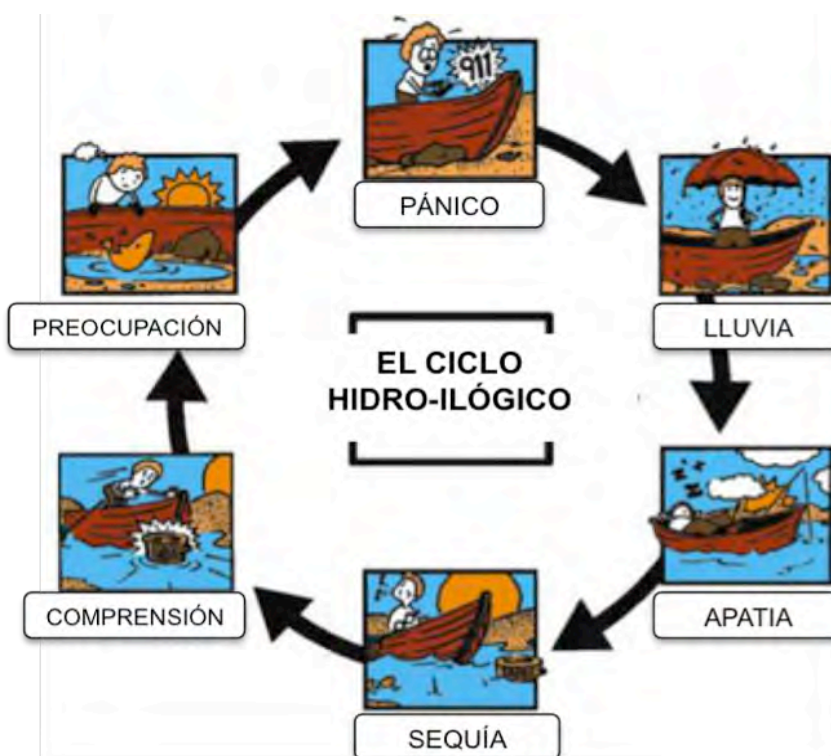 911
PÁNICO
LLUVIA
APATIA
SEQUÍA
COMPRENSIÓN
PREOCUPACIÓN
EL CICLO
HIDRO-ILÓGICO